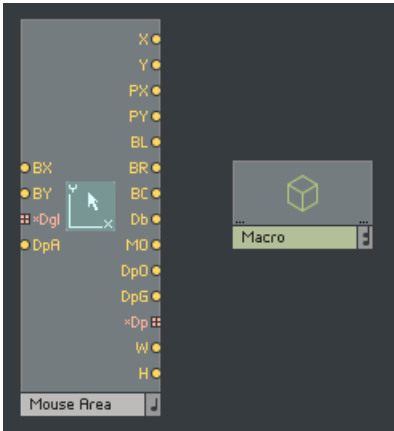 X
Y
PX
PY
BL
BX BR
BY Y BC
X
*Dgl Db
DpA MO
DpO
DpG
*Dp
W
H
Mouse Area
... ...
Macro